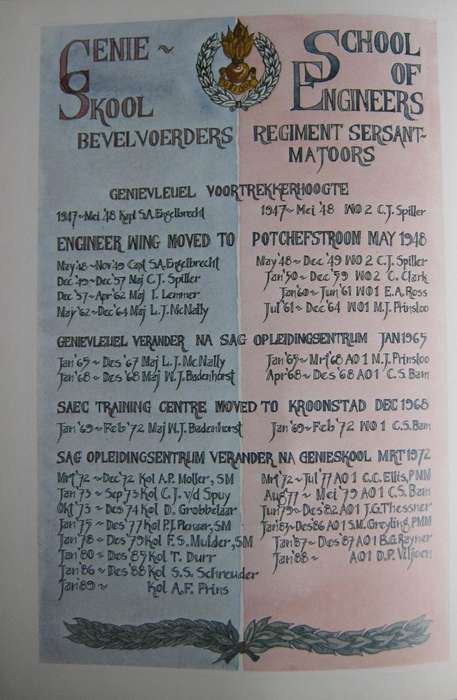 GENIE~ SKOOL
SCHOOL OF ENGINEERS
BEVELVOERDERS
REGIMENT SERSANT-
MAJOORS
GENIEVLEUEL VOORTREKKERHOOGTE
1947~Mei '48 Kapt S.A. Engelbrecht
1947~Mei '48 WO2 C.J. Spiller
ENGINEER WING MOVED TO POTCHEFSTROOM MAY 1948
May '48~Nov '49 Capt S.A. Engelbrecht
Dec '49~Dec '57 Maj C.J. Spiller
Dec '57~Apr '62 Maj I. Lemmer
May '62~Dec '64 Maj L.J. McNally
May '48~Dec '49 WO2 C.J. Spiller
Jan '50~Dec '59 WO2 C. Clark
Jan '60~Jun '61 WO1 E.A. Ross
Jul '61~Dec '64 WO1 M.J. Prinsloo
GENIEVLEUEL VERANDER NA SAG OPLEIDINGSENTRUM JAN 1965
Jan '65~Des '67 Maj L.J. McNally
Jan '68~Des '68 Maj W.J. Badenhorst
Jan '65~Mrt '68 AO1 M.J. Prinsloo
Apr '68~Des '68 AO1 C.S. Bam
SAEC TRAINING CENTRE MOVED TO KROONSTAD DEC 1968
Jan '69~Feb '72 Maj W.J. Badenhorst
Jan '69~Feb '72 WO1 C.S. Bam
SAG OPLEIDINGSENTRUM VERANDER NA GENIESKOOL MRT 1972
Mrt '72~Dec '72 Kol A.P. Moller, SM
Jan '73~Sep '73 Kol C.J. v/d Spuy
Okt '73~Des '74 Kol D. Grobbelaar
Jan '75~Des '77 Kol P.J. Pienaar, SM
Jan '78~Des '79 Kol F.S. Mulder, SM
Jan '80~Des '85 Kol T. Durr
Jan '86~Des '88 Kol S.S. Schreuder
Jan '89~ Kol A.F. Prins
Mrt '72~Jul '77 AO1 C.C. Ellis, PMM
Aug '77~Mei '79 AO1 C.S. Bam
Jun '79~Des '82 AO1 J.G. Thessner
Jan '83~Des '86 AO1 S.M. Greyling, PMM
Jan '87~Des '87 AO1 B.G. Rayner
Jan '88~ AO1 D.P. Viljoen